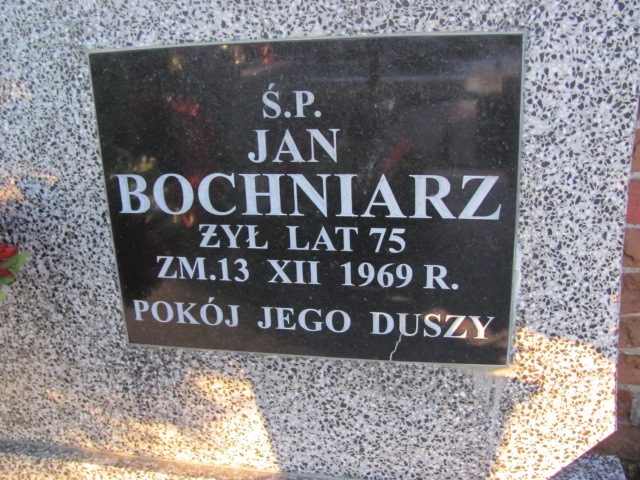 Ś.P.
JAN
BOCHNIARZ
ŻYŁ LAT 75
ZM.13 XII 1969 R.
POKÓJ JEGO DUSZY